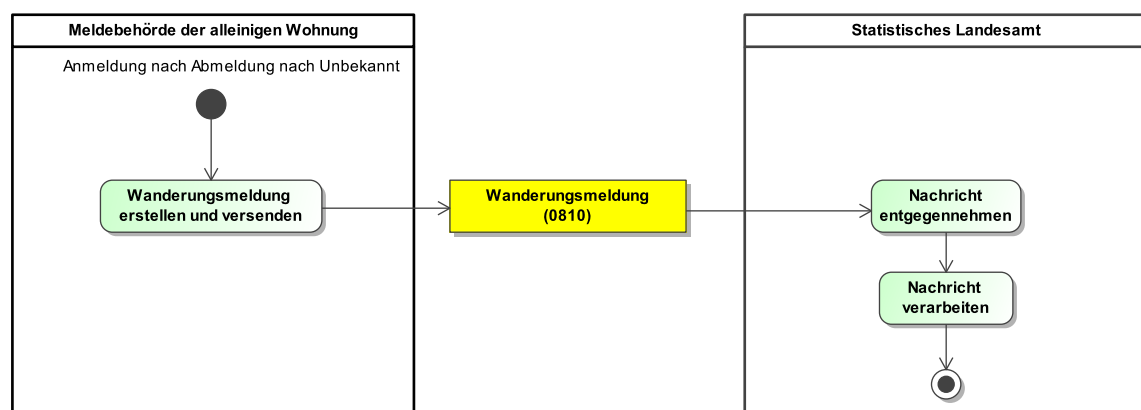 Meldebehörde der alleinigen Wohnung
Statistisches Landesamt
Anmeldung nach Abmeldung nach Unbekannt
Wanderungsmeldung
erstellen und versenden
Wanderungsmeldung
(0810)
Nachricht
entgegennehmen
Nachricht
verarbeiten